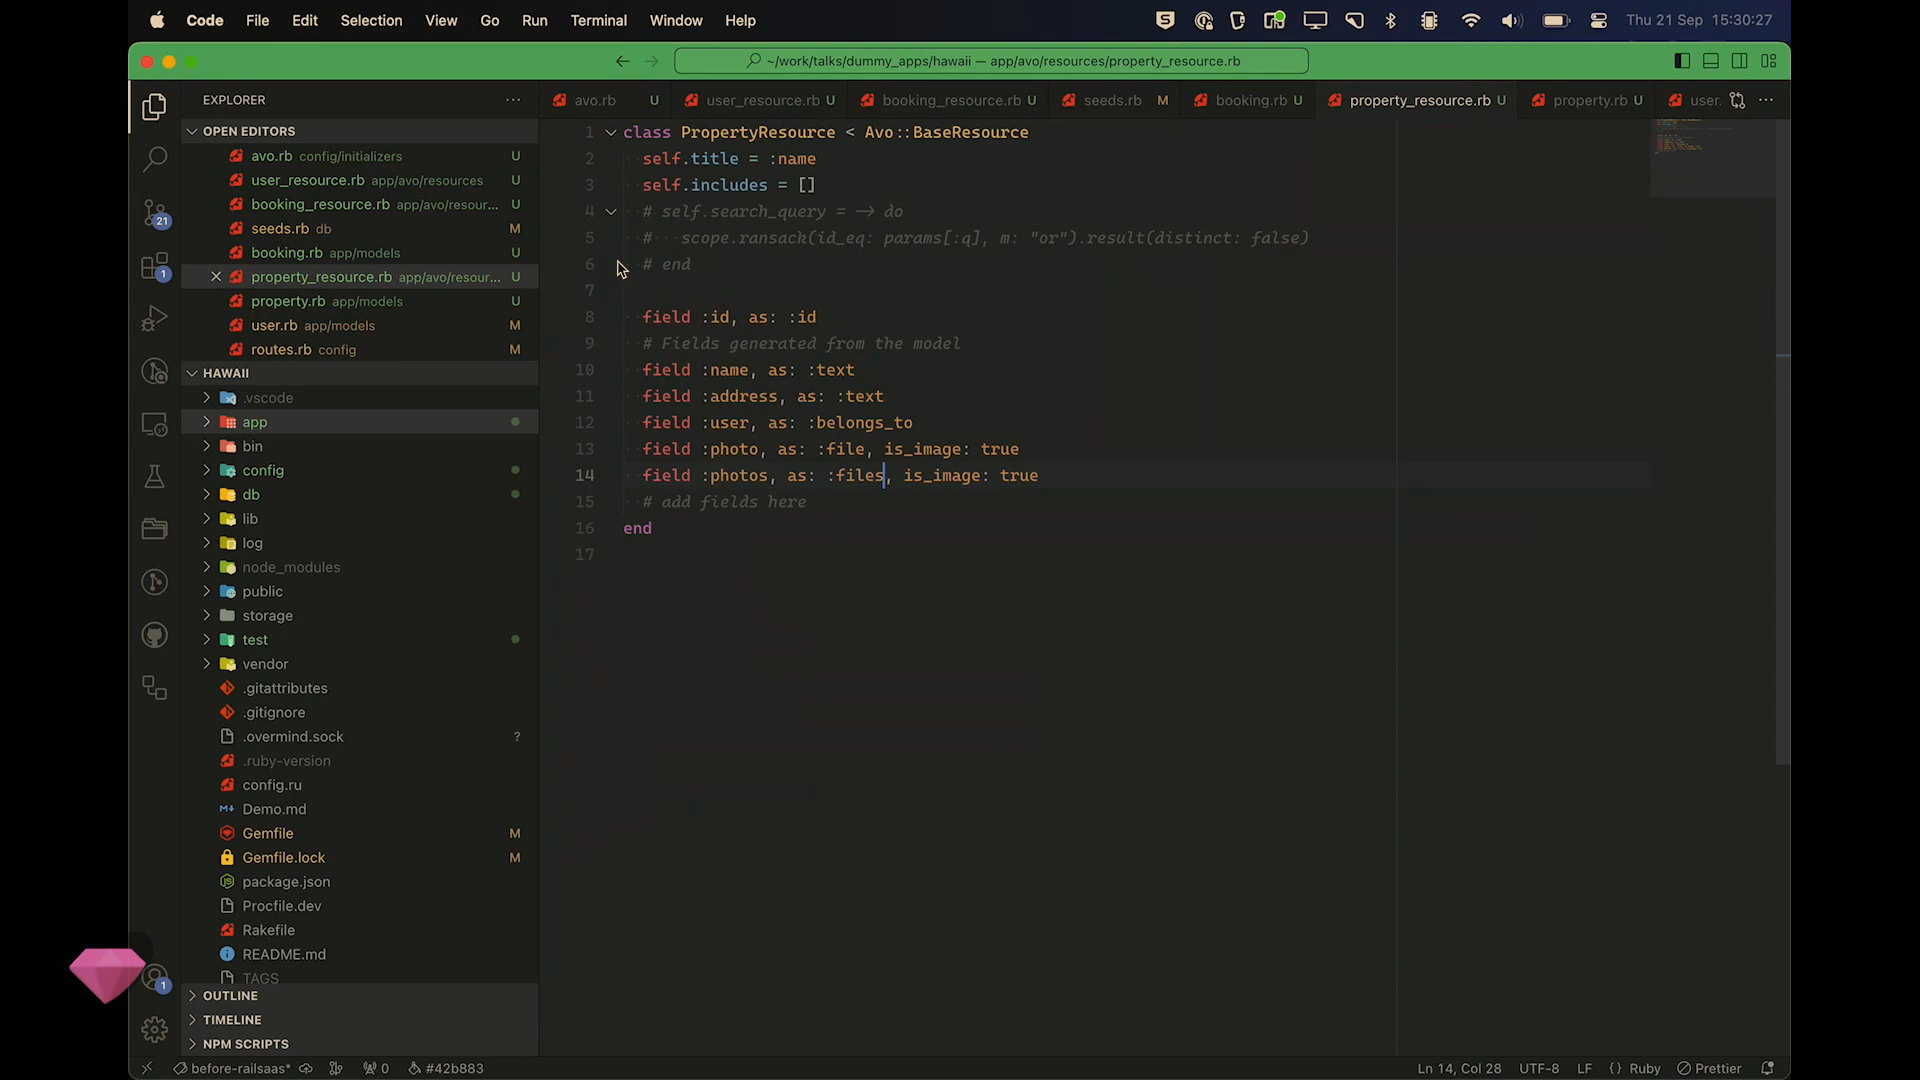 Code File Edit Selection View Go Run Terminal Window Help Thu 21 Sep 15:30:27
~/work/talks/dummy_apps/hawaii — app/avo/resources/property_resource.rb
EXPLORER
avo.rb U user_resource.rb U booking_resource.rb U seeds.rb M booking.rb U property_resource.rb U property.rb U user.
OPEN EDITORS
avo.rb config/initializers U
user_resource.rb app/avo/resources U
booking_resource.rb app/avo/resour... U
seeds.rb db M
booking.rb app/models U
property_resource.rb app/avo/resour... U
property.rb app/models U
user.rb app/models M
routes.rb config M
HAWAII
.vscode
app
bin
config
db
lib
log
node_modules
public
storage
test
vendor
.gitattributes
.gitignore
.overmind.sock ?
.ruby-version
config.ru
Demo.md
Gemfile M
Gemfile.lock M
package.json
Procfile.dev
Rakefile
README.md
TAGS
OUTLINE
TIMELINE
NPM SCRIPTS
21
1
1
1 class PropertyResource < Avo::BaseResource
2 self.title = :name
3 self.includes = []
4 # self.search_query = -> do
5 # scope.ransack(id_eq: params[:q], m: "or").result(distinct: false)
6 # end
7
8 field :id, as: :id
9 # Fields generated from the model
10 field :name, as: :text
11 field :address, as: :text
12 field :user, as: :belongs_to
13 field :photo, as: :file, is_image: true
14 field :photos, as: :files, is_image: true
15 # add fields here
16 end
17
before-railsaas* 0 #42b883 Ln 14, Col 28 UTF-8 LF {} Ruby Prettier